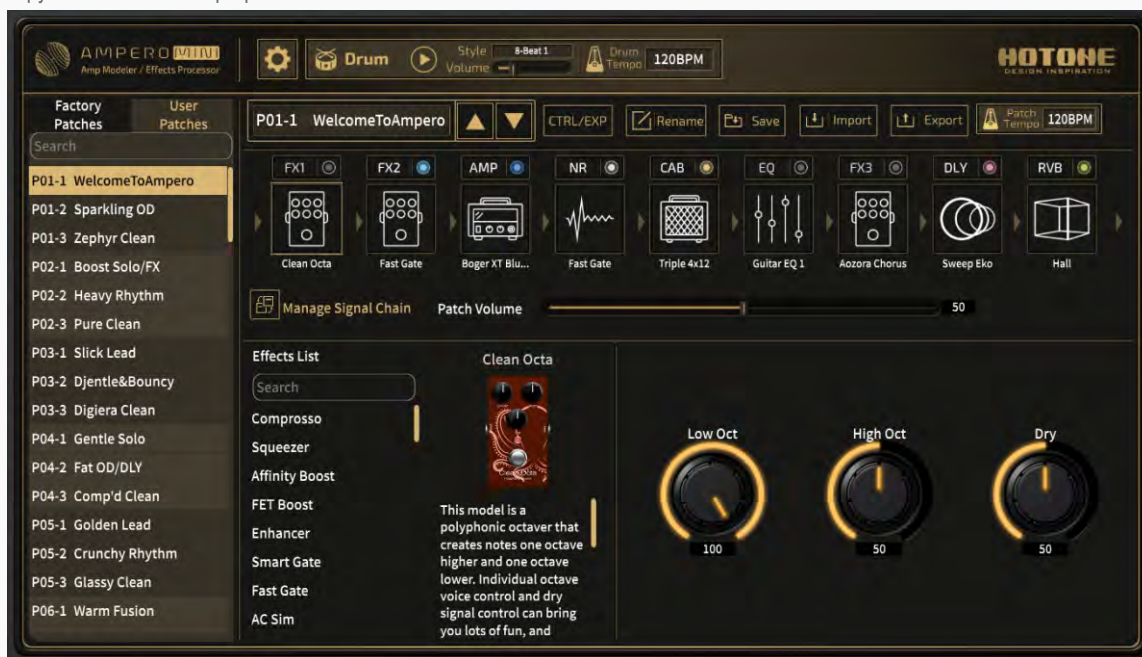 AMPERO MINI
Amp Modeler / Effects Processor
Drum
Style 8-Beat 1
Volume
Drum Tempo 120BPM
HOTONE
DESIGN INSPIRATION
Factory Patches
User Patches
Search
P01-1 WelcomeToAmpero
P01-2 Sparkling OD
P01-3 Zephyr Clean
P02-1 Boost Solo/FX
P02-2 Heavy Rhythm
P02-3 Pure Clean
P03-1 Slick Lead
P03-2 Djentle&Bouncy
P03-3 Digiera Clean
P04-1 Gentle Solo
P04-2 Fat OD/DLY
P04-3 Comp'd Clean
P05-1 Golden Lead
P05-2 Crunchy Rhythm
P05-3 Glassy Clean
P06-1 Warm Fusion
P01-1 WelcomeToAmpero
CTRL/EXP
Rename
Save
Import
Export
Patch Tempo 120BPM
FX1 FX2 AMP NR CAB EQ FX3 DLY RVB
Clean Octa Fast Gate Boger XT Blu... Fast Gate Triple 4x12 Guitar EQ 1 Aozora Chorus Sweep Eko Hall
Manage Signal Chain
Patch Volume 50
Effects List
Search
Comprosso
Squeezer
Affinity Boost
FET Boost
Enhancer
Smart Gate
Fast Gate
AC Sim
Clean Octa
Clean Octa
This model is a
polyphonic octaver that
creates notes one octave
higher and one octave
lower. Individual octave
voice control and dry
signal control can bring
you lots of fun, and
Low Oct High Oct Dry
100 50 50